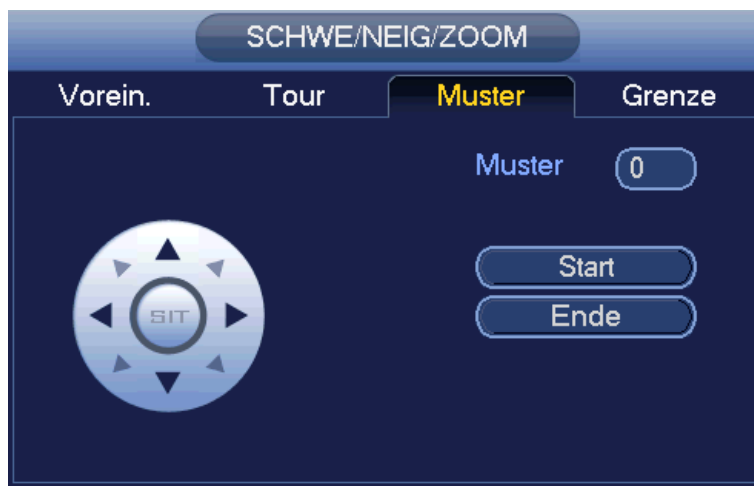 SCHWE/NEIG/ZOOM
Vorein. Tour Muster Grenze
Muster 0
SIT
Start
Ende